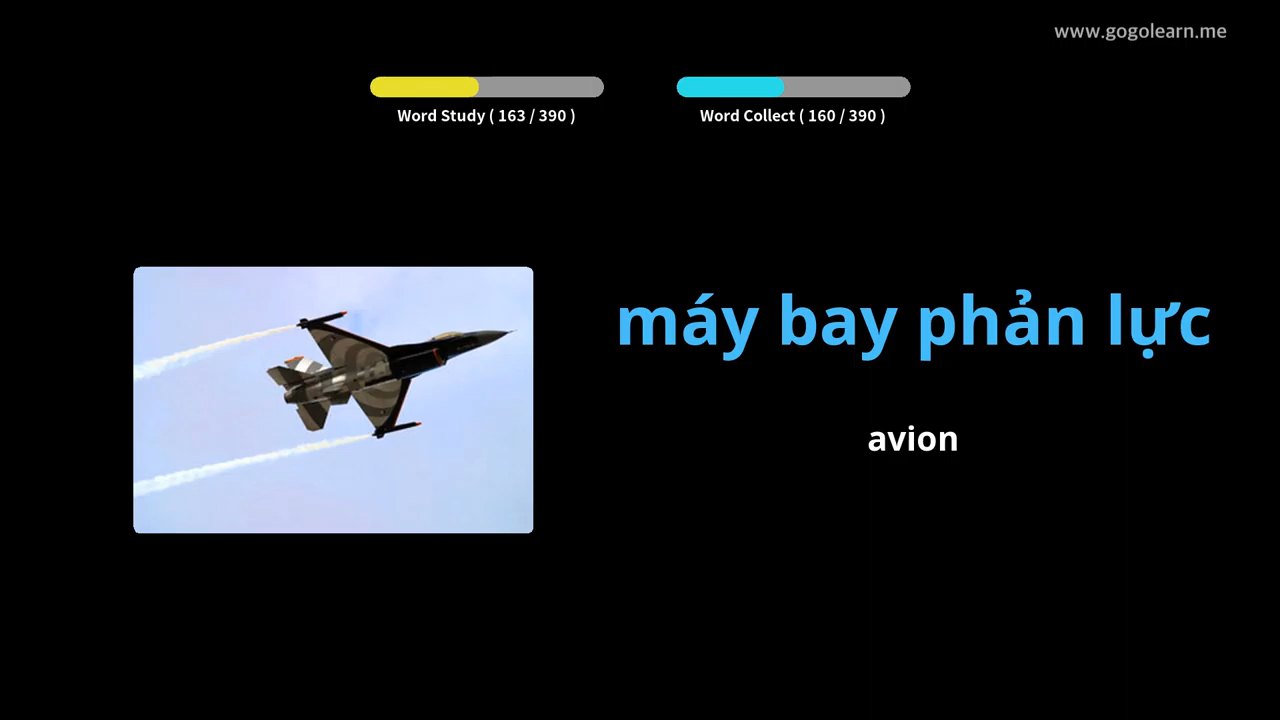 www.gogolearn.me
Word Study ( 163 / 390 )
Word Collect ( 160 / 390 )
máy bay phản lực
avion